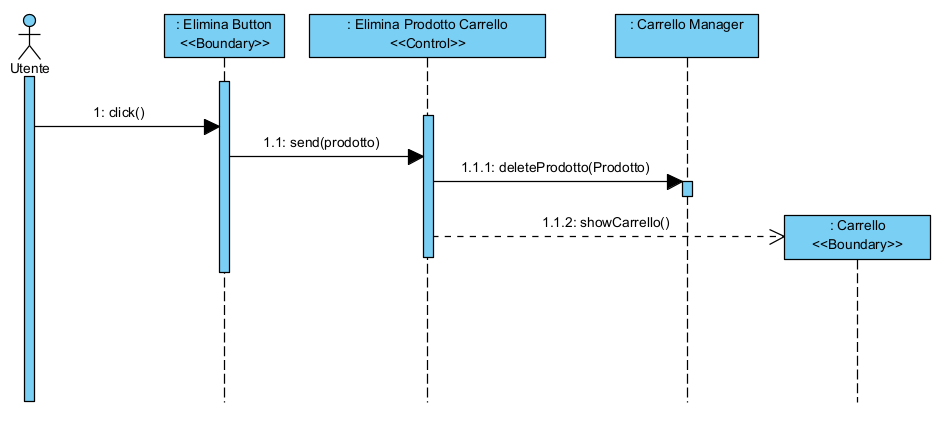 Utente
: Elimina Button
<<Boundary>>
: Elimina Prodotto Carrello
<<Control>>
: Carrello Manager
1: click()
1.1: send(prodotto)
1.1.1: deleteProdotto(Prodotto)
1.1.2: showCarrello()
: Carrello
<<Boundary>>